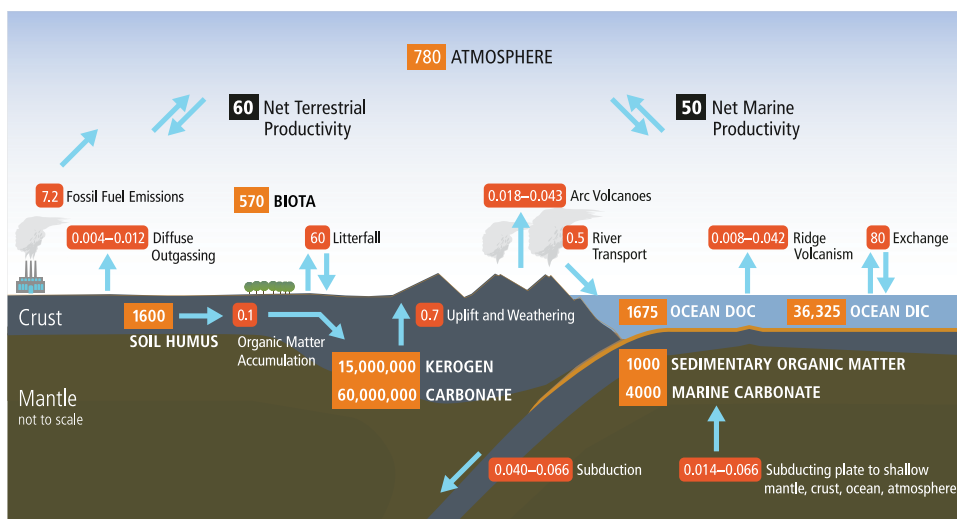 780 ATMOSPHERE
60 Net Terrestrial
Productivity
50 Net Marine
Productivity
7.2 Fossil Fuel Emissions
570 BIOTA
0.018–0.043 Arc Volcanoes
0.004–0.012 Diffuse
Outgassing
60 Litterfall
0.5 River
Transport
0.008–0.042 Ridge
Volcanism
80 Exchange
Crust
1600
SOIL HUMUS
0.1
Organic Matter
Accumulation
0.7 Uplift and Weathering
1675 OCEAN DOC
36,325 OCEAN DIC
15,000,000 KEROGEN
60,000,000 CARBONATE
1000 SEDIMENTARY ORGANIC MATTER
4000 MARINE CARBONATE
Mantle
not to scale
0.040–0.066 Subduction
0.014–0.066 Subducting plate to shallow
mantle, crust, ocean, atmosphere